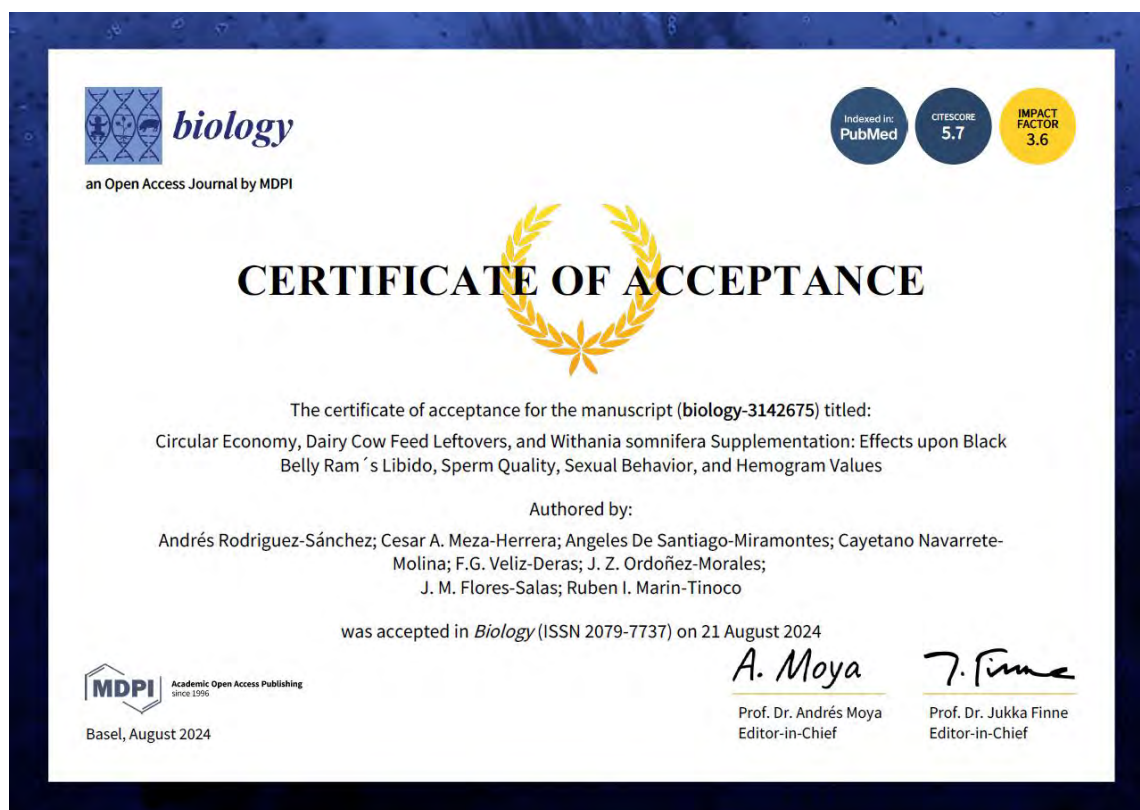 biology
an Open Access Journal by MDPI
Indexed in:
PubMed
CITESCORE
5.7
IMPACT
FACTOR
3.6
CERTIFICATE OF ACCEPTANCE
The certificate of acceptance for the manuscript (biology-3142675) titled:
Circular Economy, Dairy Cow Feed Leftovers, and Withania somnifera Supplementation: Effects upon Black
Belly Ram´s Libido, Sperm Quality, Sexual Behavior, and Hemogram Values
Authored by:
Andrés Rodriguez-Sánchez; Cesar A. Meza-Herrera; Angeles De Santiago-Miramontes; Cayetano Navarrete-
Molina; F.G. Veliz-Deras; J. Z. Ordoñez-Morales;
J. M. Flores-Salas; Ruben I. Marin-Tinoco
was accepted in Biology (ISSN 2079-7737) on 21 August 2024
MDPI
Academic Open Access Publishing
since 1996
Basel, August 2024
A. Moya
Prof. Dr. Andrés Moya
Editor-in-Chief
J. Finne
Prof. Dr. Jukka Finne
Editor-in-Chief